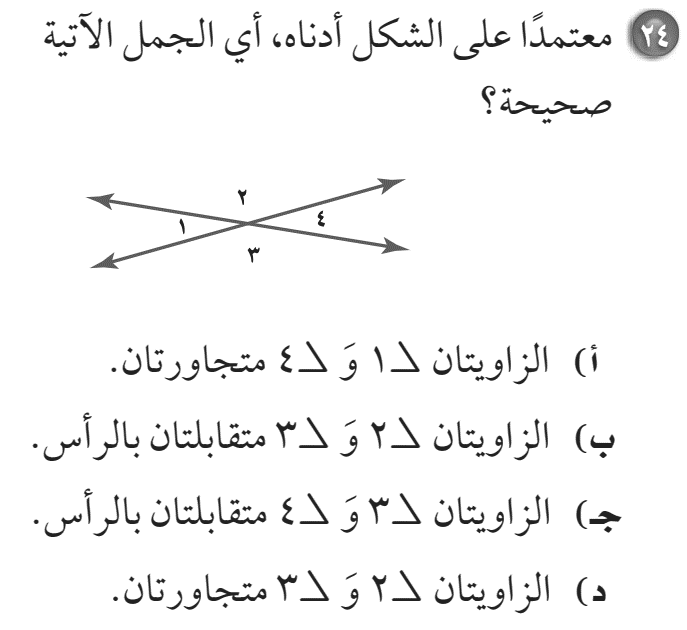 ٢٤ معتمدًا على الشكل أدناه، أي الجمل الآتية
صحيحة؟
٢
١ ٤
٣
أ) الزاويتان ∠١ وَ ∠٤ متجاورتان.
ب) الزاويتان ∠٢ وَ ∠٣ متقابلتان بالرأس.
جـ) الزاويتان ∠٣ وَ ∠٤ متقابلتان بالرأس.
د) الزاويتان ∠٢ وَ ∠٣ متجاورتان.